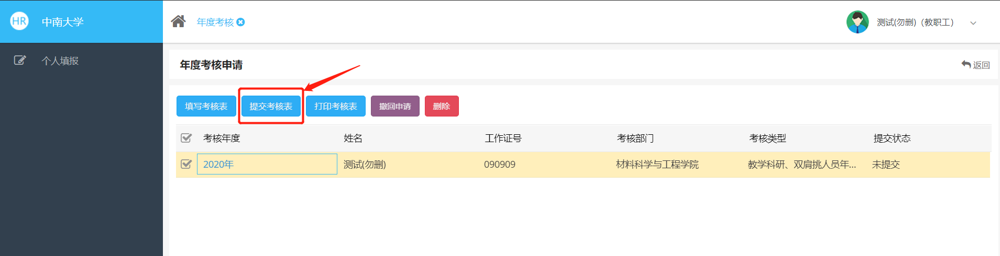 HR 中南大学
年度考核
测试(勿删)（教职工）
个人填报
年度考核申请
返回
填写考核表 提交考核表 打印考核表 撤回申请 删除
考核年度 姓名 工作证号 考核部门 考核类型 提交状态
2020年 测试(勿删) 090909 材料科学与工程学院 教学科研、双肩挑人员年... 未提交